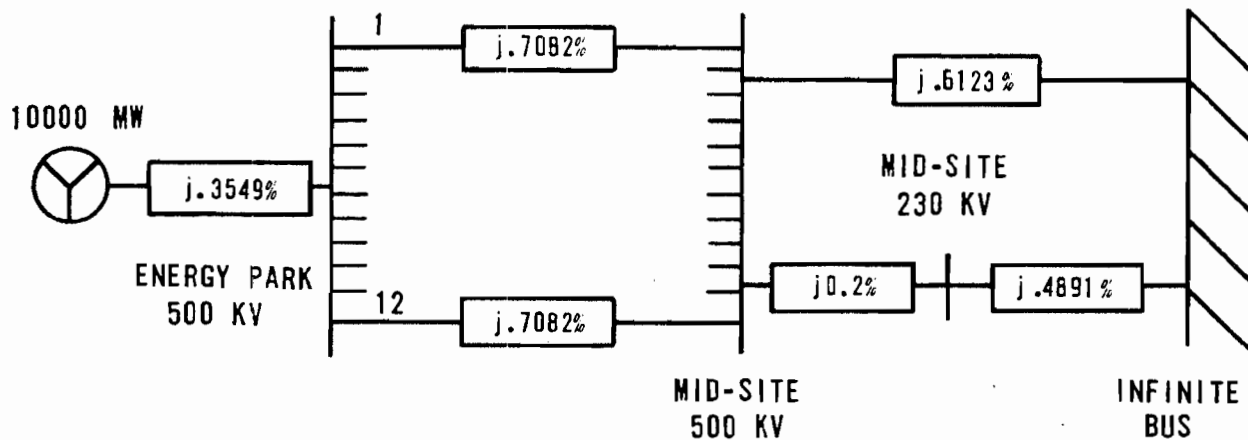 1
j.7082%
j.6123%
10000 MW
j.3549%
MID-SITE
230 KV
ENERGY PARK
500 KV
12
j.7082%
j0.2%
j.4891%
MID-SITE
500 KV
INFINITE
BUS